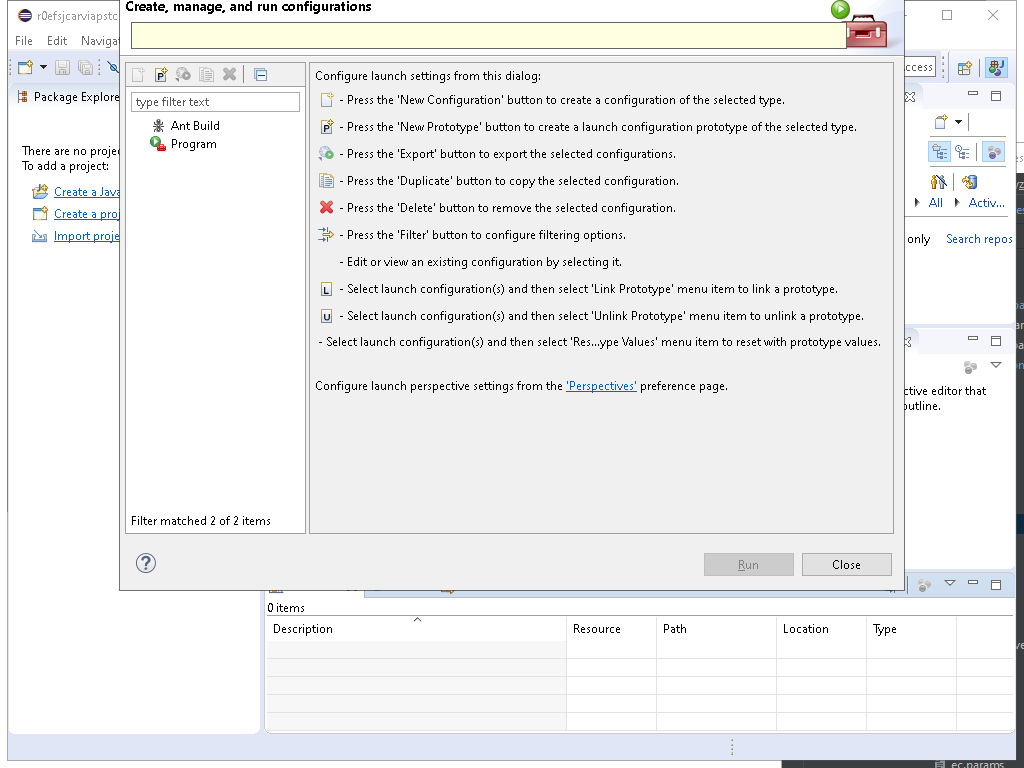 Create, manage, and run configurations
r0efsjcarviapstc
File Edit Naviga
ccess
type filter text
Ant Build
Program
Filter matched 2 of 2 items
Configure launch settings from this dialog:
- Press the 'New Configuration' button to create a configuration of the selected type.
- Press the 'New Prototype' button to create a launch configuration prototype of the selected type.
- Press the 'Export' button to export the selected configurations.
- Press the 'Duplicate' button to copy the selected configuration.
- Press the 'Delete' button to remove the selected configuration.
- Press the 'Filter' button to configure filtering options.
- Edit or view an existing configuration by selecting it.
L - Select launch configuration(s) and then select 'Link Prototype' menu item to link a prototype.
U - Select launch configuration(s) and then select 'Unlink Prototype' menu item to unlink a prototype.
- Select launch configuration(s) and then select 'Res...ype Values' menu item to reset with prototype values.
Configure launch perspective settings from the 'Perspectives' preference page.
Run
Close
Package Explore
There are no projec
To add a project:
Create a Java
Create a proj
Import proje
All Activ...
only Search repos
ctive editor that
outline.
0 items
Description Resource Path Location Type
ec.params